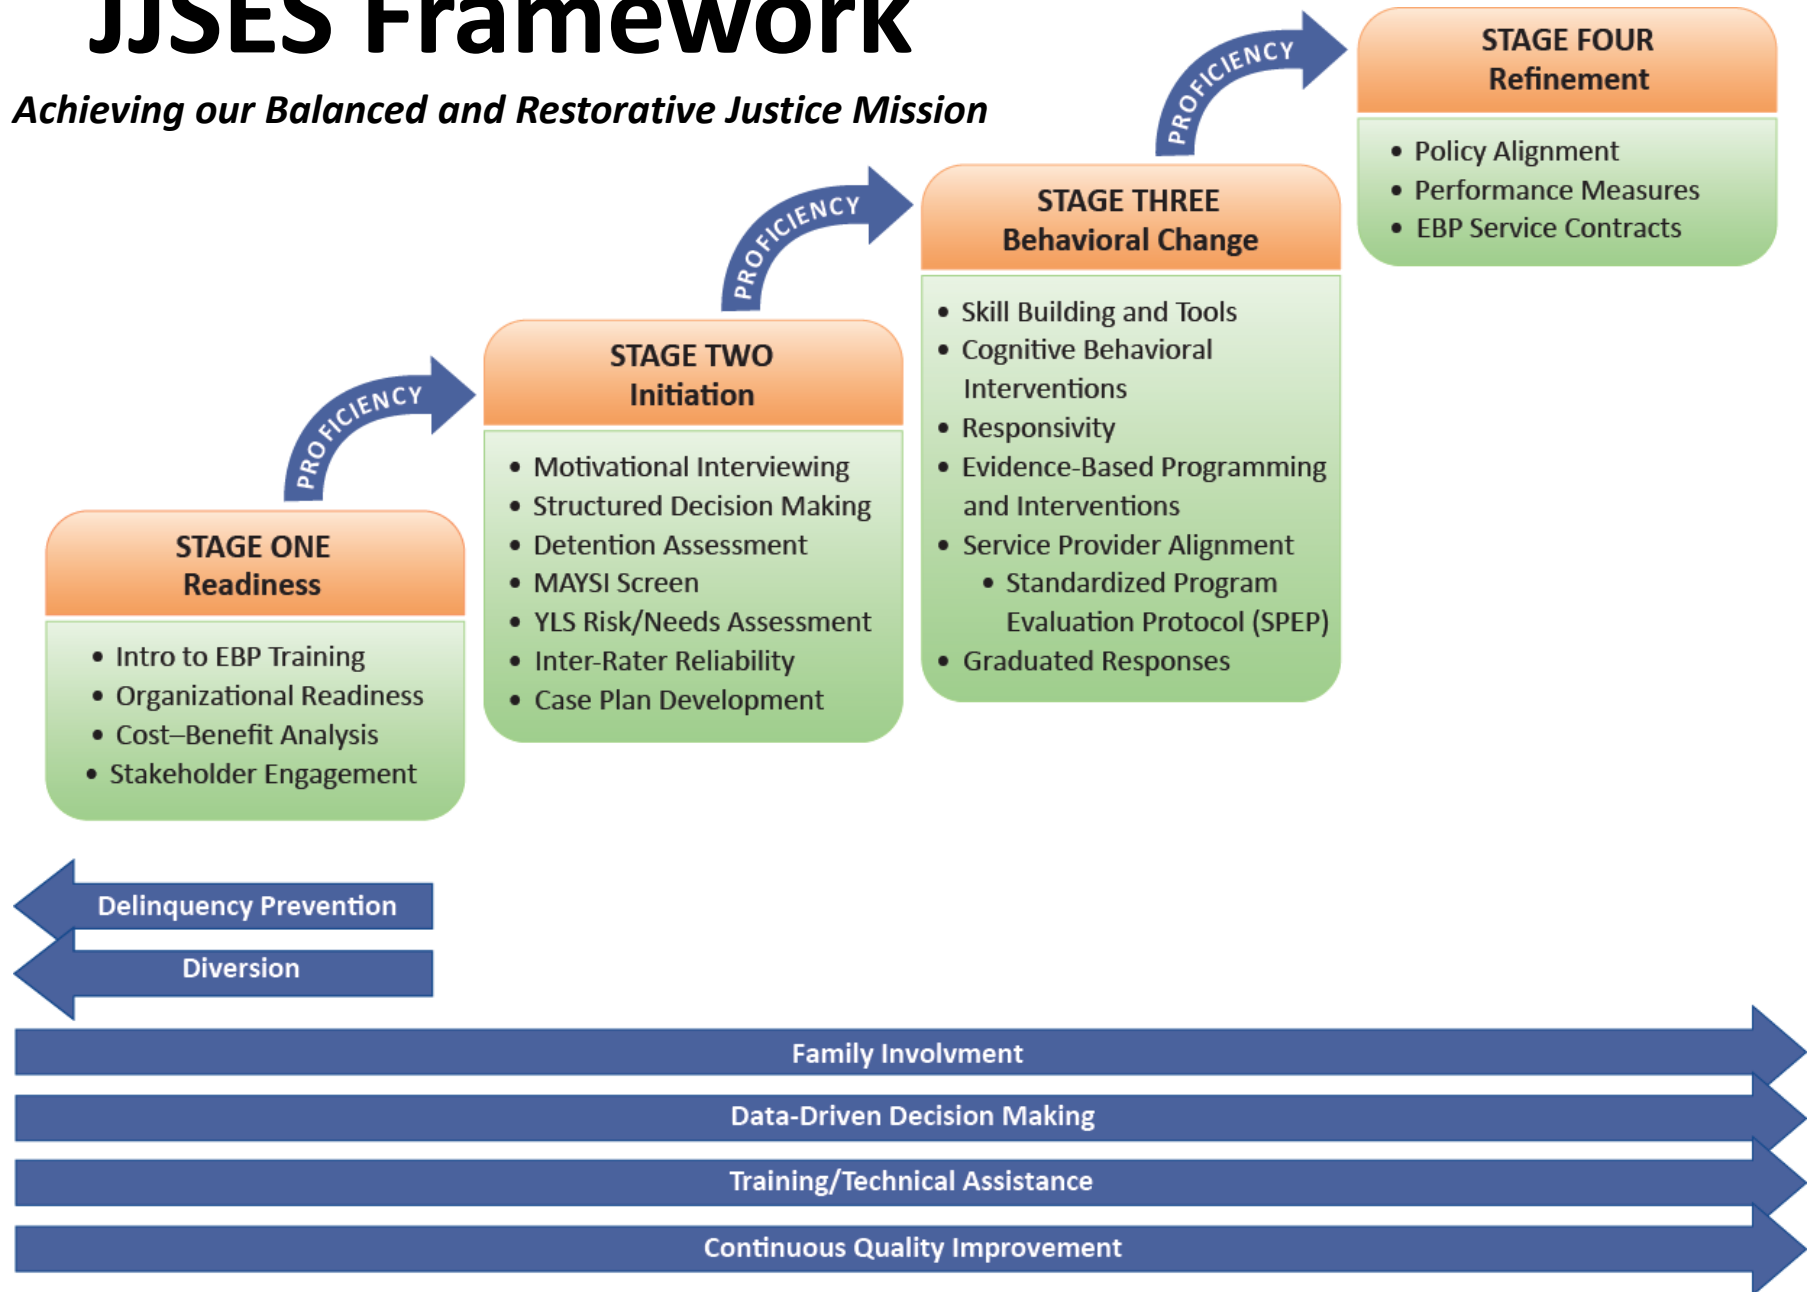 JJSES Framework
Achieving our Balanced and Restorative Justice Mission
STAGE ONE
Readiness
• Intro to EBP Training
• Organizational Readiness
• Cost–Benefit Analysis
• Stakeholder Engagement
PROFICIENCY
STAGE TWO
Initiation
• Motivational Interviewing
• Structured Decision Making
• Detention Assessment
• MAYSI Screen
• YLS Risk/Needs Assessment
• Inter-Rater Reliability
• Case Plan Development
PROFICIENCY
STAGE THREE
Behavioral Change
• Skill Building and Tools
• Cognitive Behavioral
Interventions
• Responsivity
• Evidence-Based Programming
and Interventions
• Service Provider Alignment
• Standardized Program
Evaluation Protocol (SPEP)
• Graduated Responses
PROFICIENCY
STAGE FOUR
Refinement
• Policy Alignment
• Performance Measures
• EBP Service Contracts
Delinquency Prevention
Diversion
Family Involvment
Data-Driven Decision Making
Training/Technical Assistance
Continuous Quality Improvement